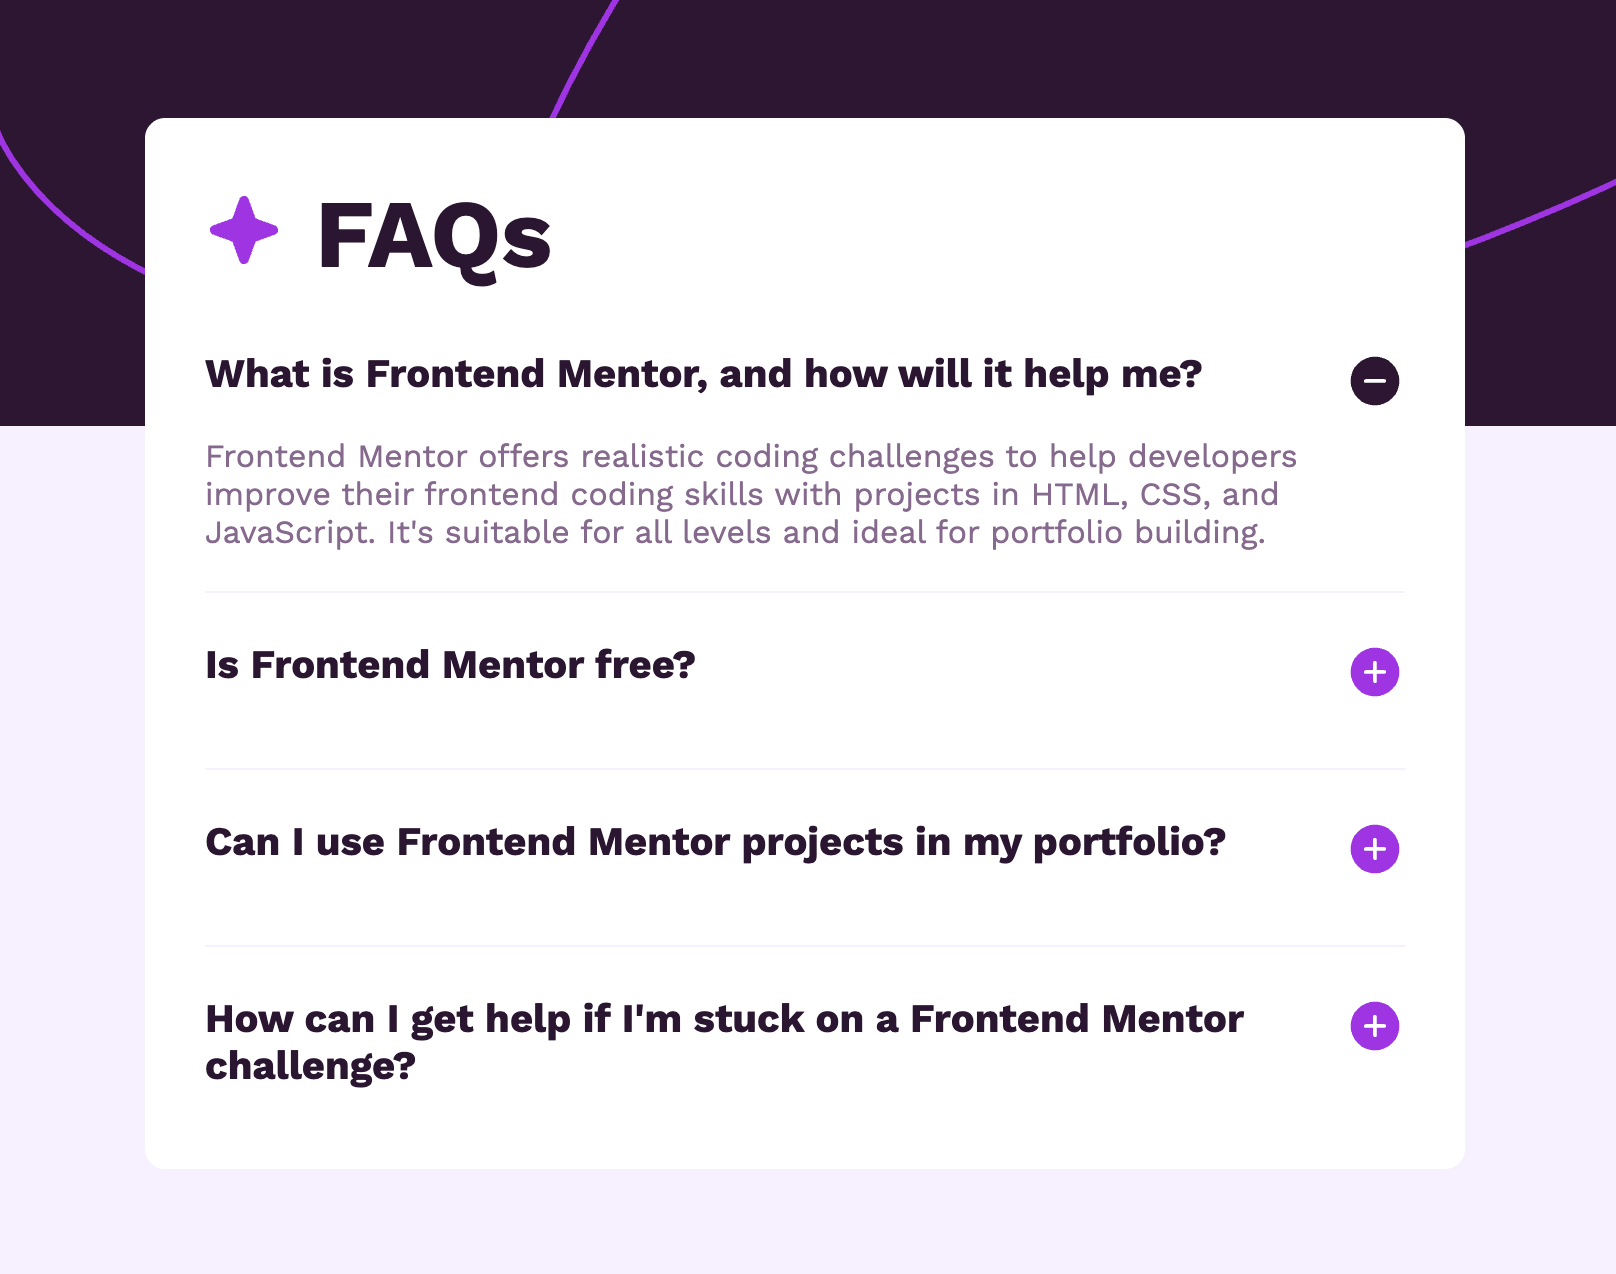 FAQs
What is Frontend Mentor, and how will it help me?
Frontend Mentor offers realistic coding challenges to help developers
improve their frontend coding skills with projects in HTML, CSS, and
JavaScript. It's suitable for all levels and ideal for portfolio building.
Is Frontend Mentor free?
Can I use Frontend Mentor projects in my portfolio?
How can I get help if I'm stuck on a Frontend Mentor
challenge?